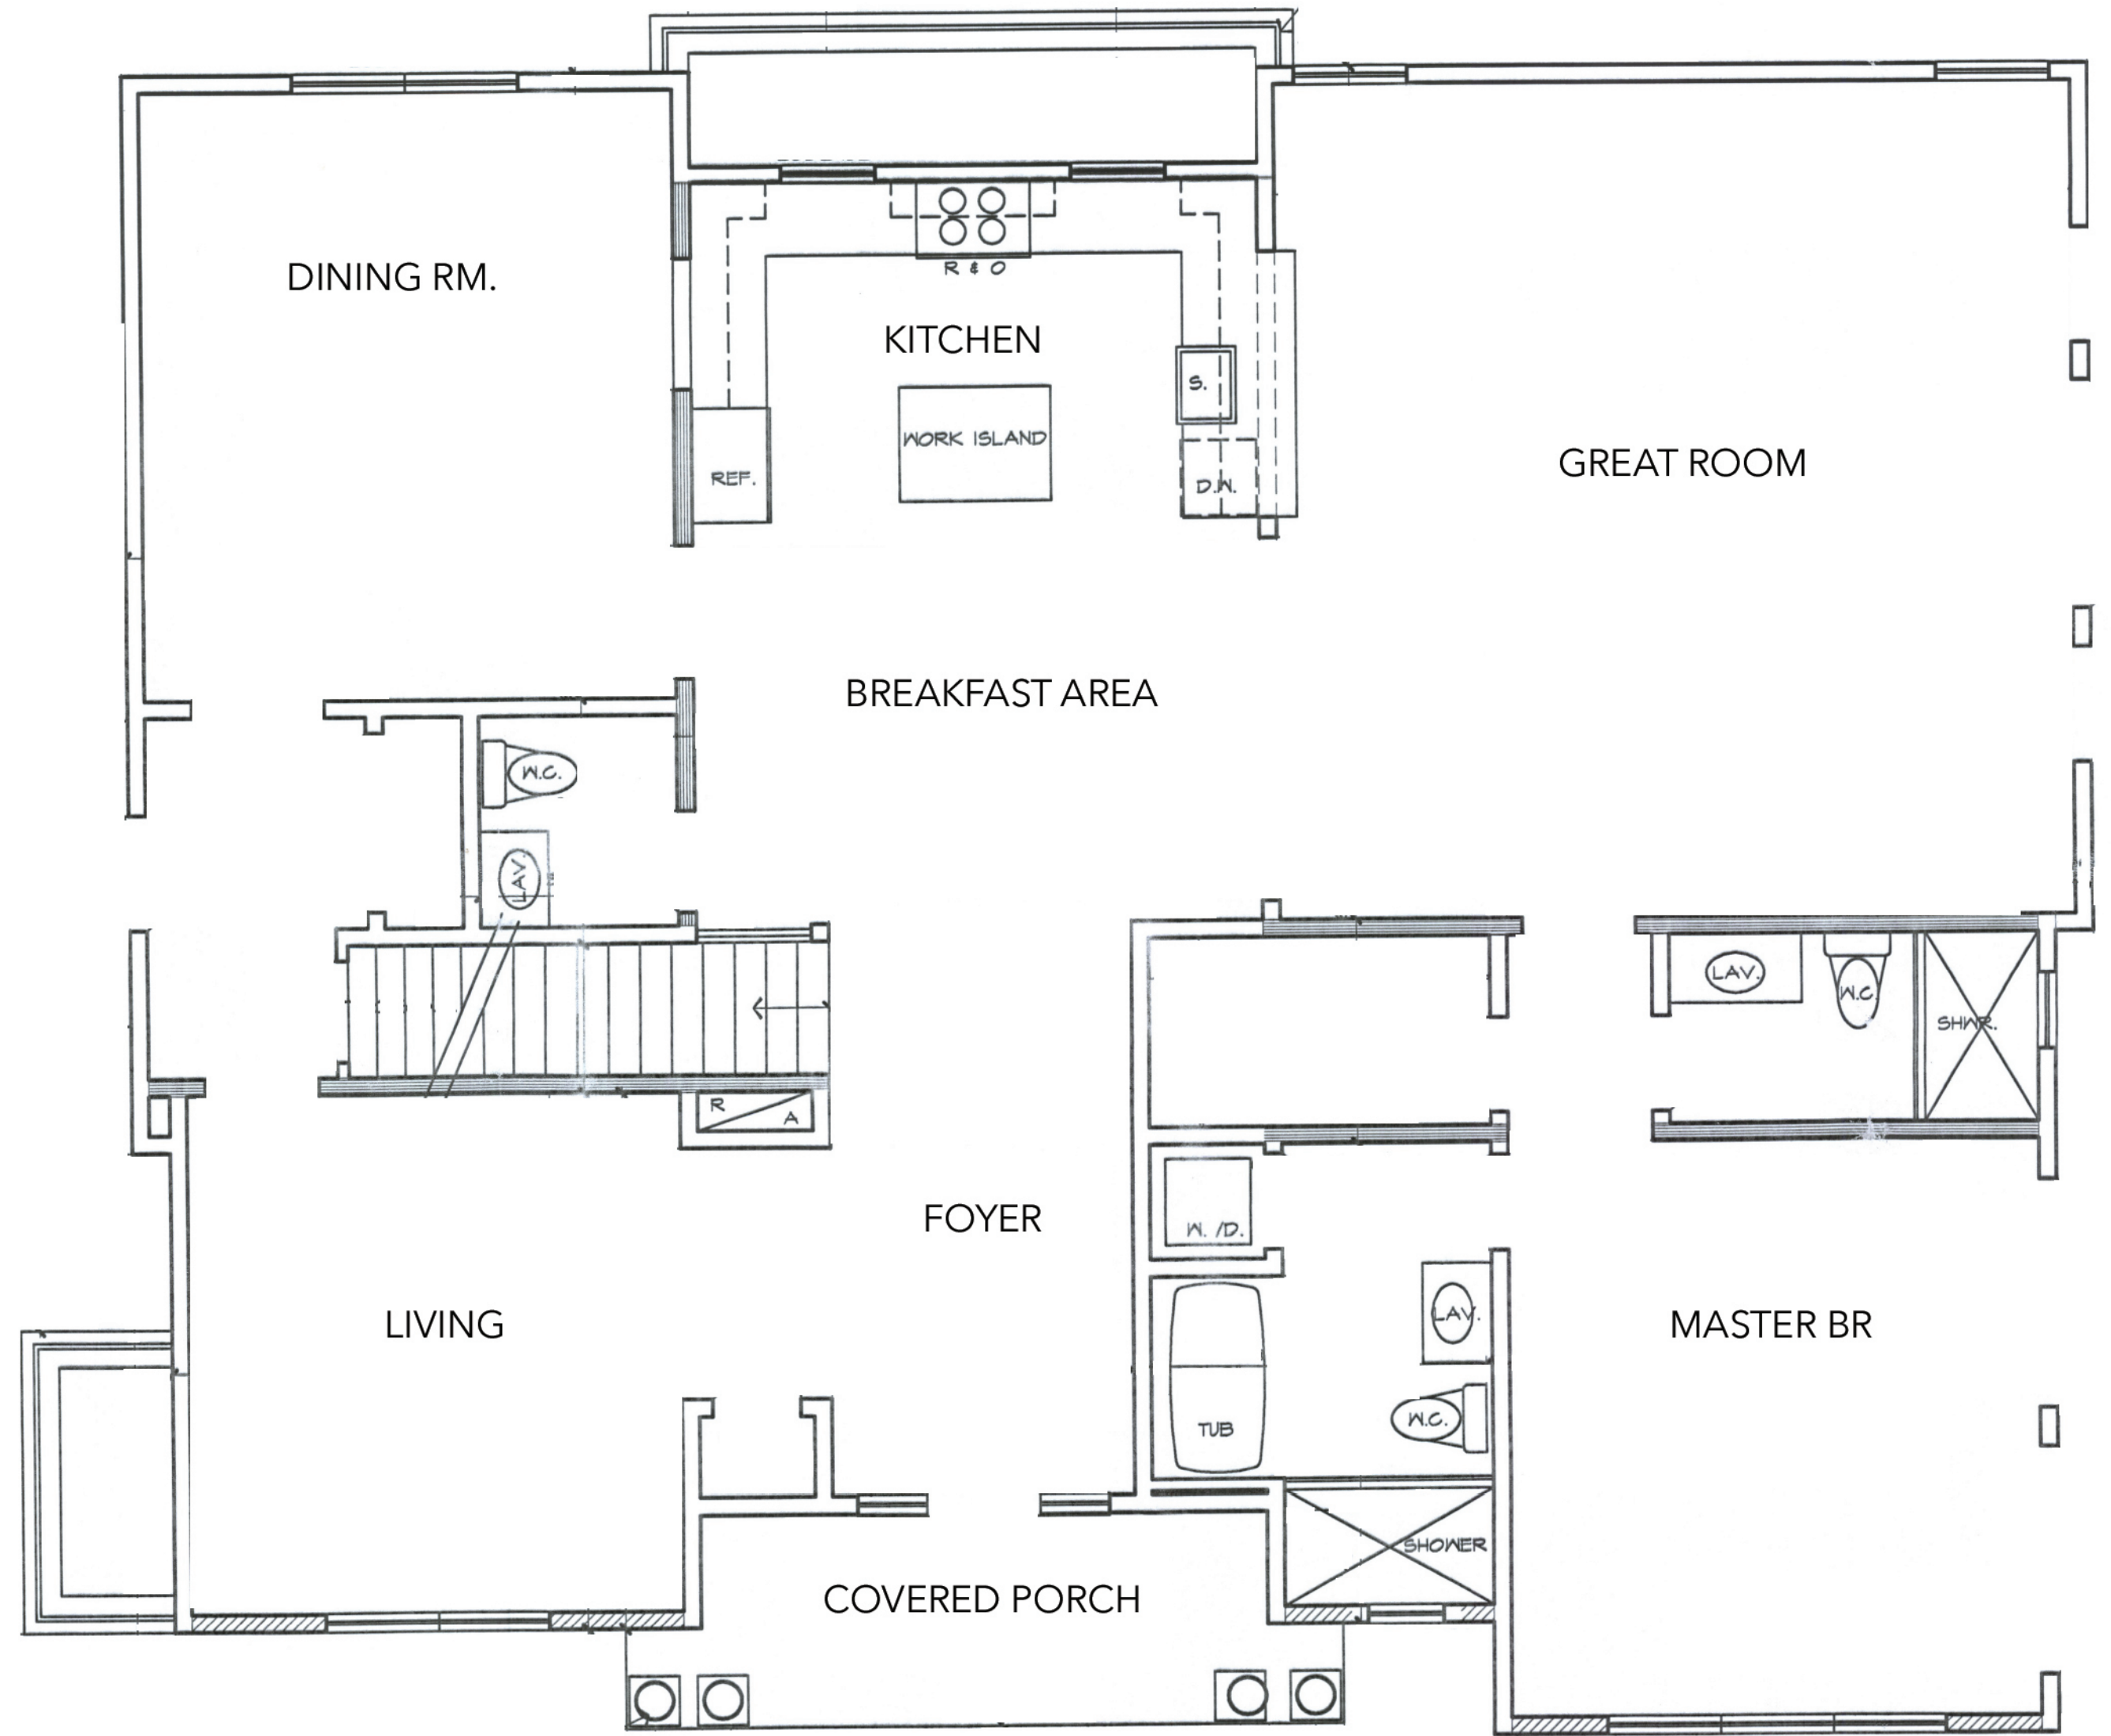 DINING RM.
R & O
KITCHEN
S.
WORK ISLAND
REF.
D.W.
GREAT ROOM
BREAKFAST AREA
W.C.
LAV.
LAV.
W.C.
SHWR.
R
A
W. /D.
FOYER
LIVING
LAV.
MASTER BR
W.C.
TUB
SHOWER
COVERED PORCH